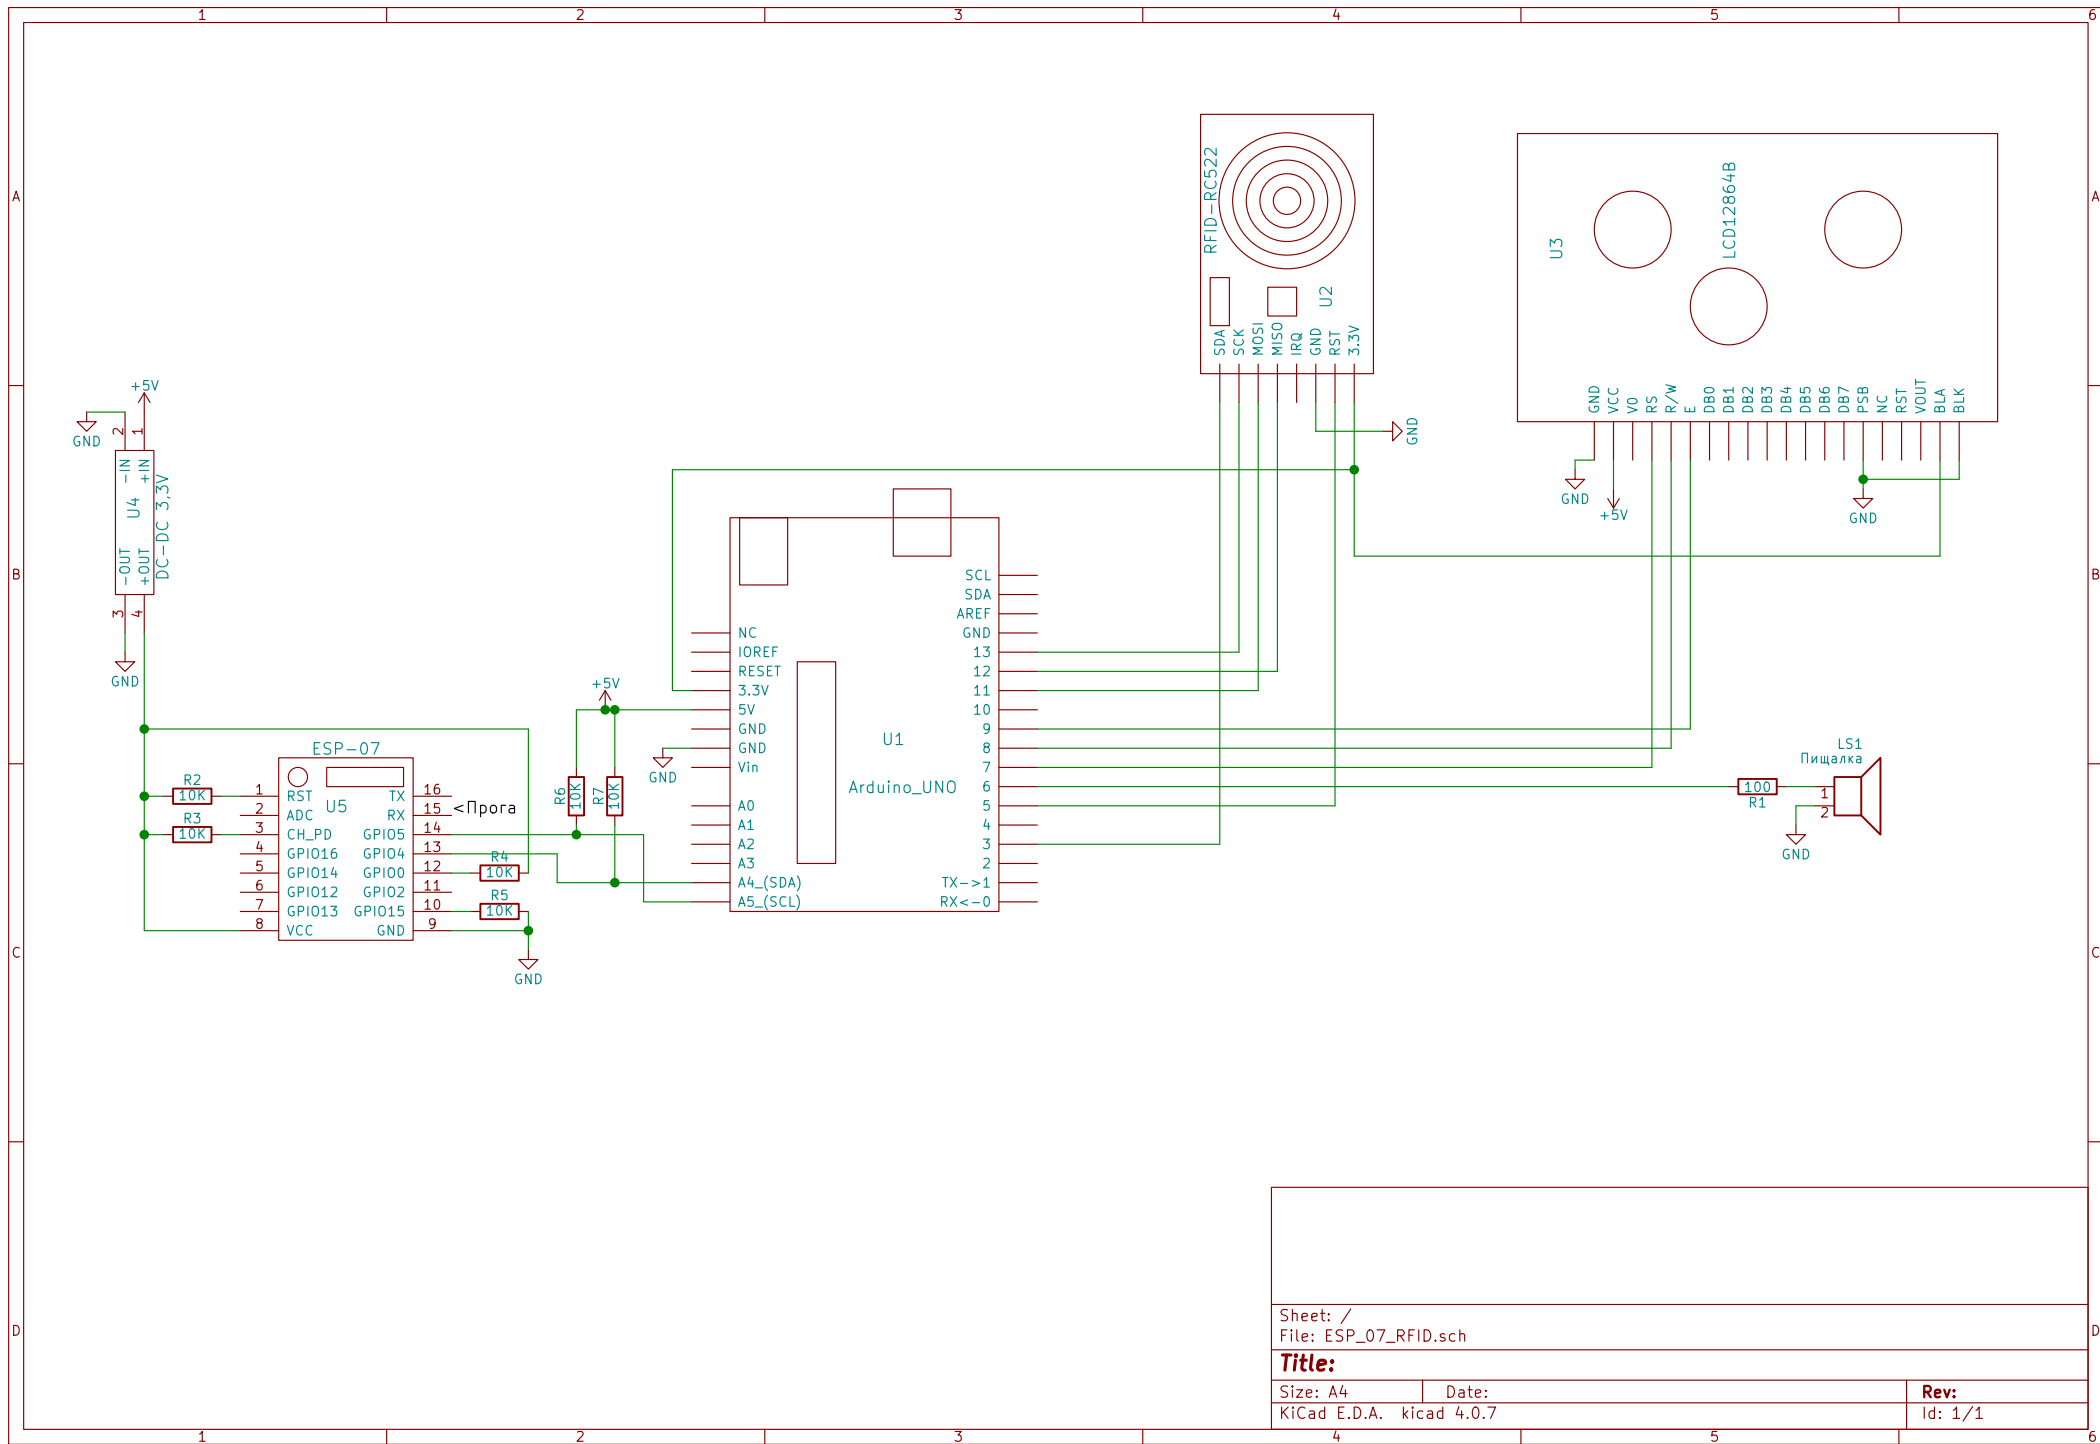 1 2 3 4 5 6
A
A
RFID-RC522
U2
SDA
SCK
MOSI
MISO
IRQ
GND
RST
3.3V
GND
U3
LCD12864B
GND
VCC
V0
RS
R/W
E
DB0
DB1
DB2
DB3
DB4
DB5
DB6
DB7
PSB
NC
RST
VOUT
BLA
BLK
GND
+5V
GND
+5V
GND
2
1
-IN
+IN
U4
DC-DC 3,3V
-OUT
+OUT
3
4
GND
B
B
ESP-07
U5
R2
10K
R3
10K
1 RST
2 ADC
3 CH_PD
4 GPIO16
5 GPIO14
6 GPIO12
7 GPIO13
8 VCC
TX 16
RX 15
<Прога
GPIO5 14
GPIO4 13
GPIO0 12
GPIO2 11
GPIO15 10
GND 9
R4
10K
R5
10K
GND
+5V
R6
10K
R7
10K
GND
U1
Arduino_UNO
NC
IOREF
RESET
3.3V
5V
GND
GND
Vin
A0
A1
A2
A3
A4_(SDA)
A5_(SCL)
SCL
SDA
AREF
GND
13
12
11
10
9
8
7
6
5
4
3
2
TX->1
RX<-0
100
R1
LS1
Пищалка
1
2
GND
C
C
D
D
Sheet: /
File: ESP_07_RFID.sch
Title:
Size: A4 Date: Rev:
KiCad E.D.A. kicad 4.0.7 Id: 1/1
1 2 3 4 5 6